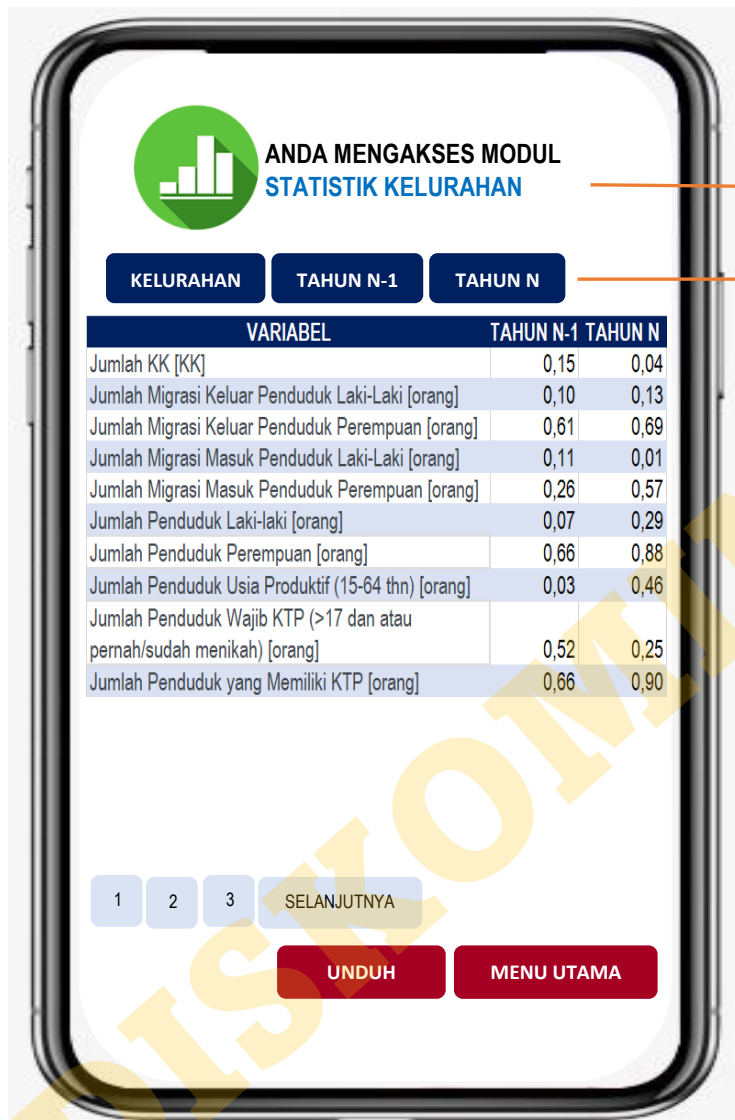 ANDA MENGAKSES MODUL
STATISTIK KELURAHAN
KELURAHAN TAHUN N-1 TAHUN N
VARIABEL TAHUN N-1 TAHUN N
Jumlah KK [KK] 0,15 0,04
Jumlah Migrasi Keluar Penduduk Laki-Laki [orang] 0,10 0,13
Jumlah Migrasi Keluar Penduduk Perempuan [orang] 0,61 0,69
Jumlah Migrasi Masuk Penduduk Laki-Laki [orang] 0,11 0,01
Jumlah Migrasi Masuk Penduduk Perempuan [orang] 0,26 0,57
Jumlah Penduduk Laki-laki [orang] 0,07 0,29
Jumlah Penduduk Perempuan [orang] 0,66 0,88
Jumlah Penduduk Usia Produktif (15-64 thn) [orang] 0,03 0,46
Jumlah Penduduk Wajib KTP (>17 dan atau
pernah/sudah menikah) [orang] 0,52 0,25
Jumlah Penduduk yang Memiliki KTP [orang] 0,66 0,90
1 2 3 SELANJUTNYA
UNDUH MENU UTAMA